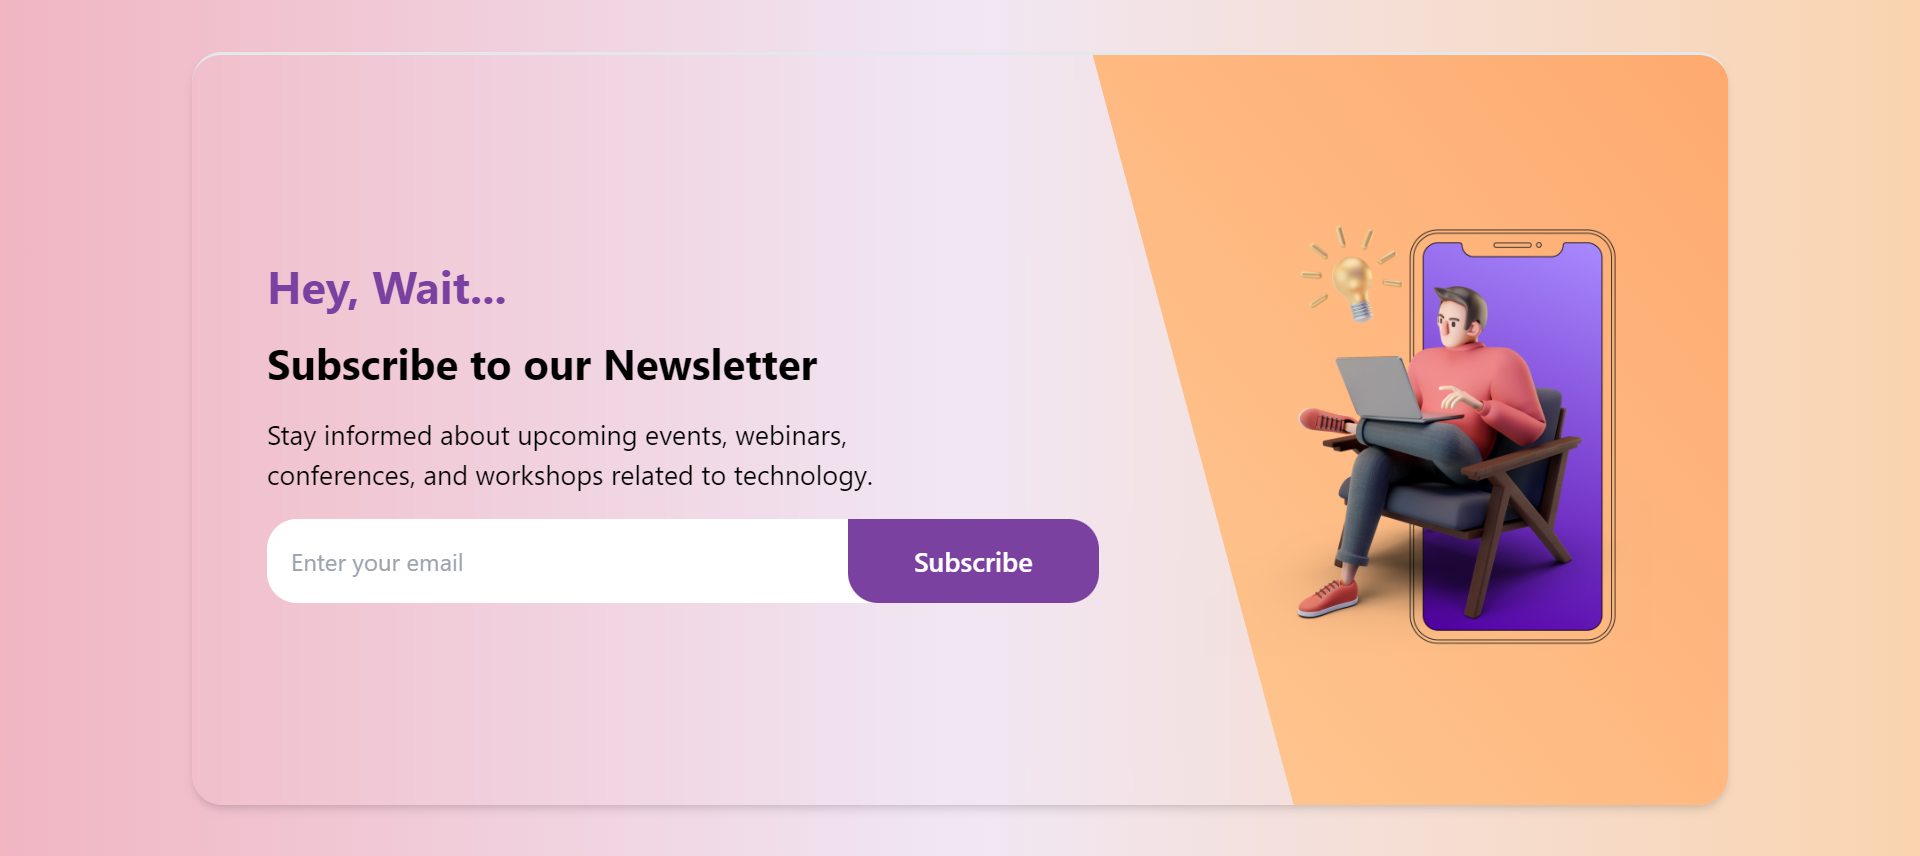 Hey, Wait...
Subscribe to our Newsletter
Stay informed about upcoming events, webinars,
conferences, and workshops related to technology.
Enter your email
Subscribe